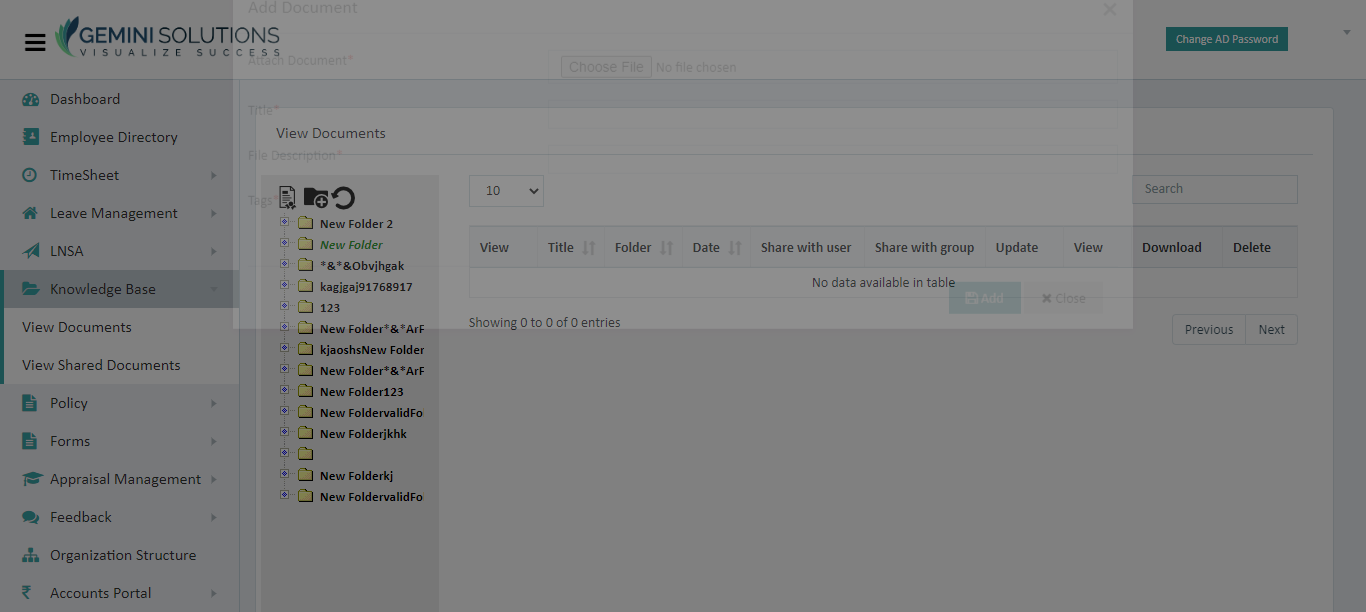 Add Document
×
GEMINI SOLUTIONS
VISUALIZE SUCCESS
Change AD Password
Attach Document*
Choose File No file chosen
Title*
File Description*
Tags*
Add
Close
Dashboard
Employee Directory
TimeSheet
Leave Management
LNSA
Knowledge Base
View Documents
View Shared Documents
Policy
Forms
Appraisal Management
Feedback
Organization Structure
Accounts Portal
View Documents
New Folder 2
New Folder
*&*&Obvjhgak
kagjgaj91768917
123
New Folder*&*ArF
kjaoshsNew Folder
New Folder*&*ArF
New Folder123
New FoldervalidFo
New Folderjkhk
New Folderkj
New FoldervalidFo
10
Search
View Title Folder Date Share with user Share with group Update View Download Delete
No data available in table
Showing 0 to 0 of 0 entries
Previous Next